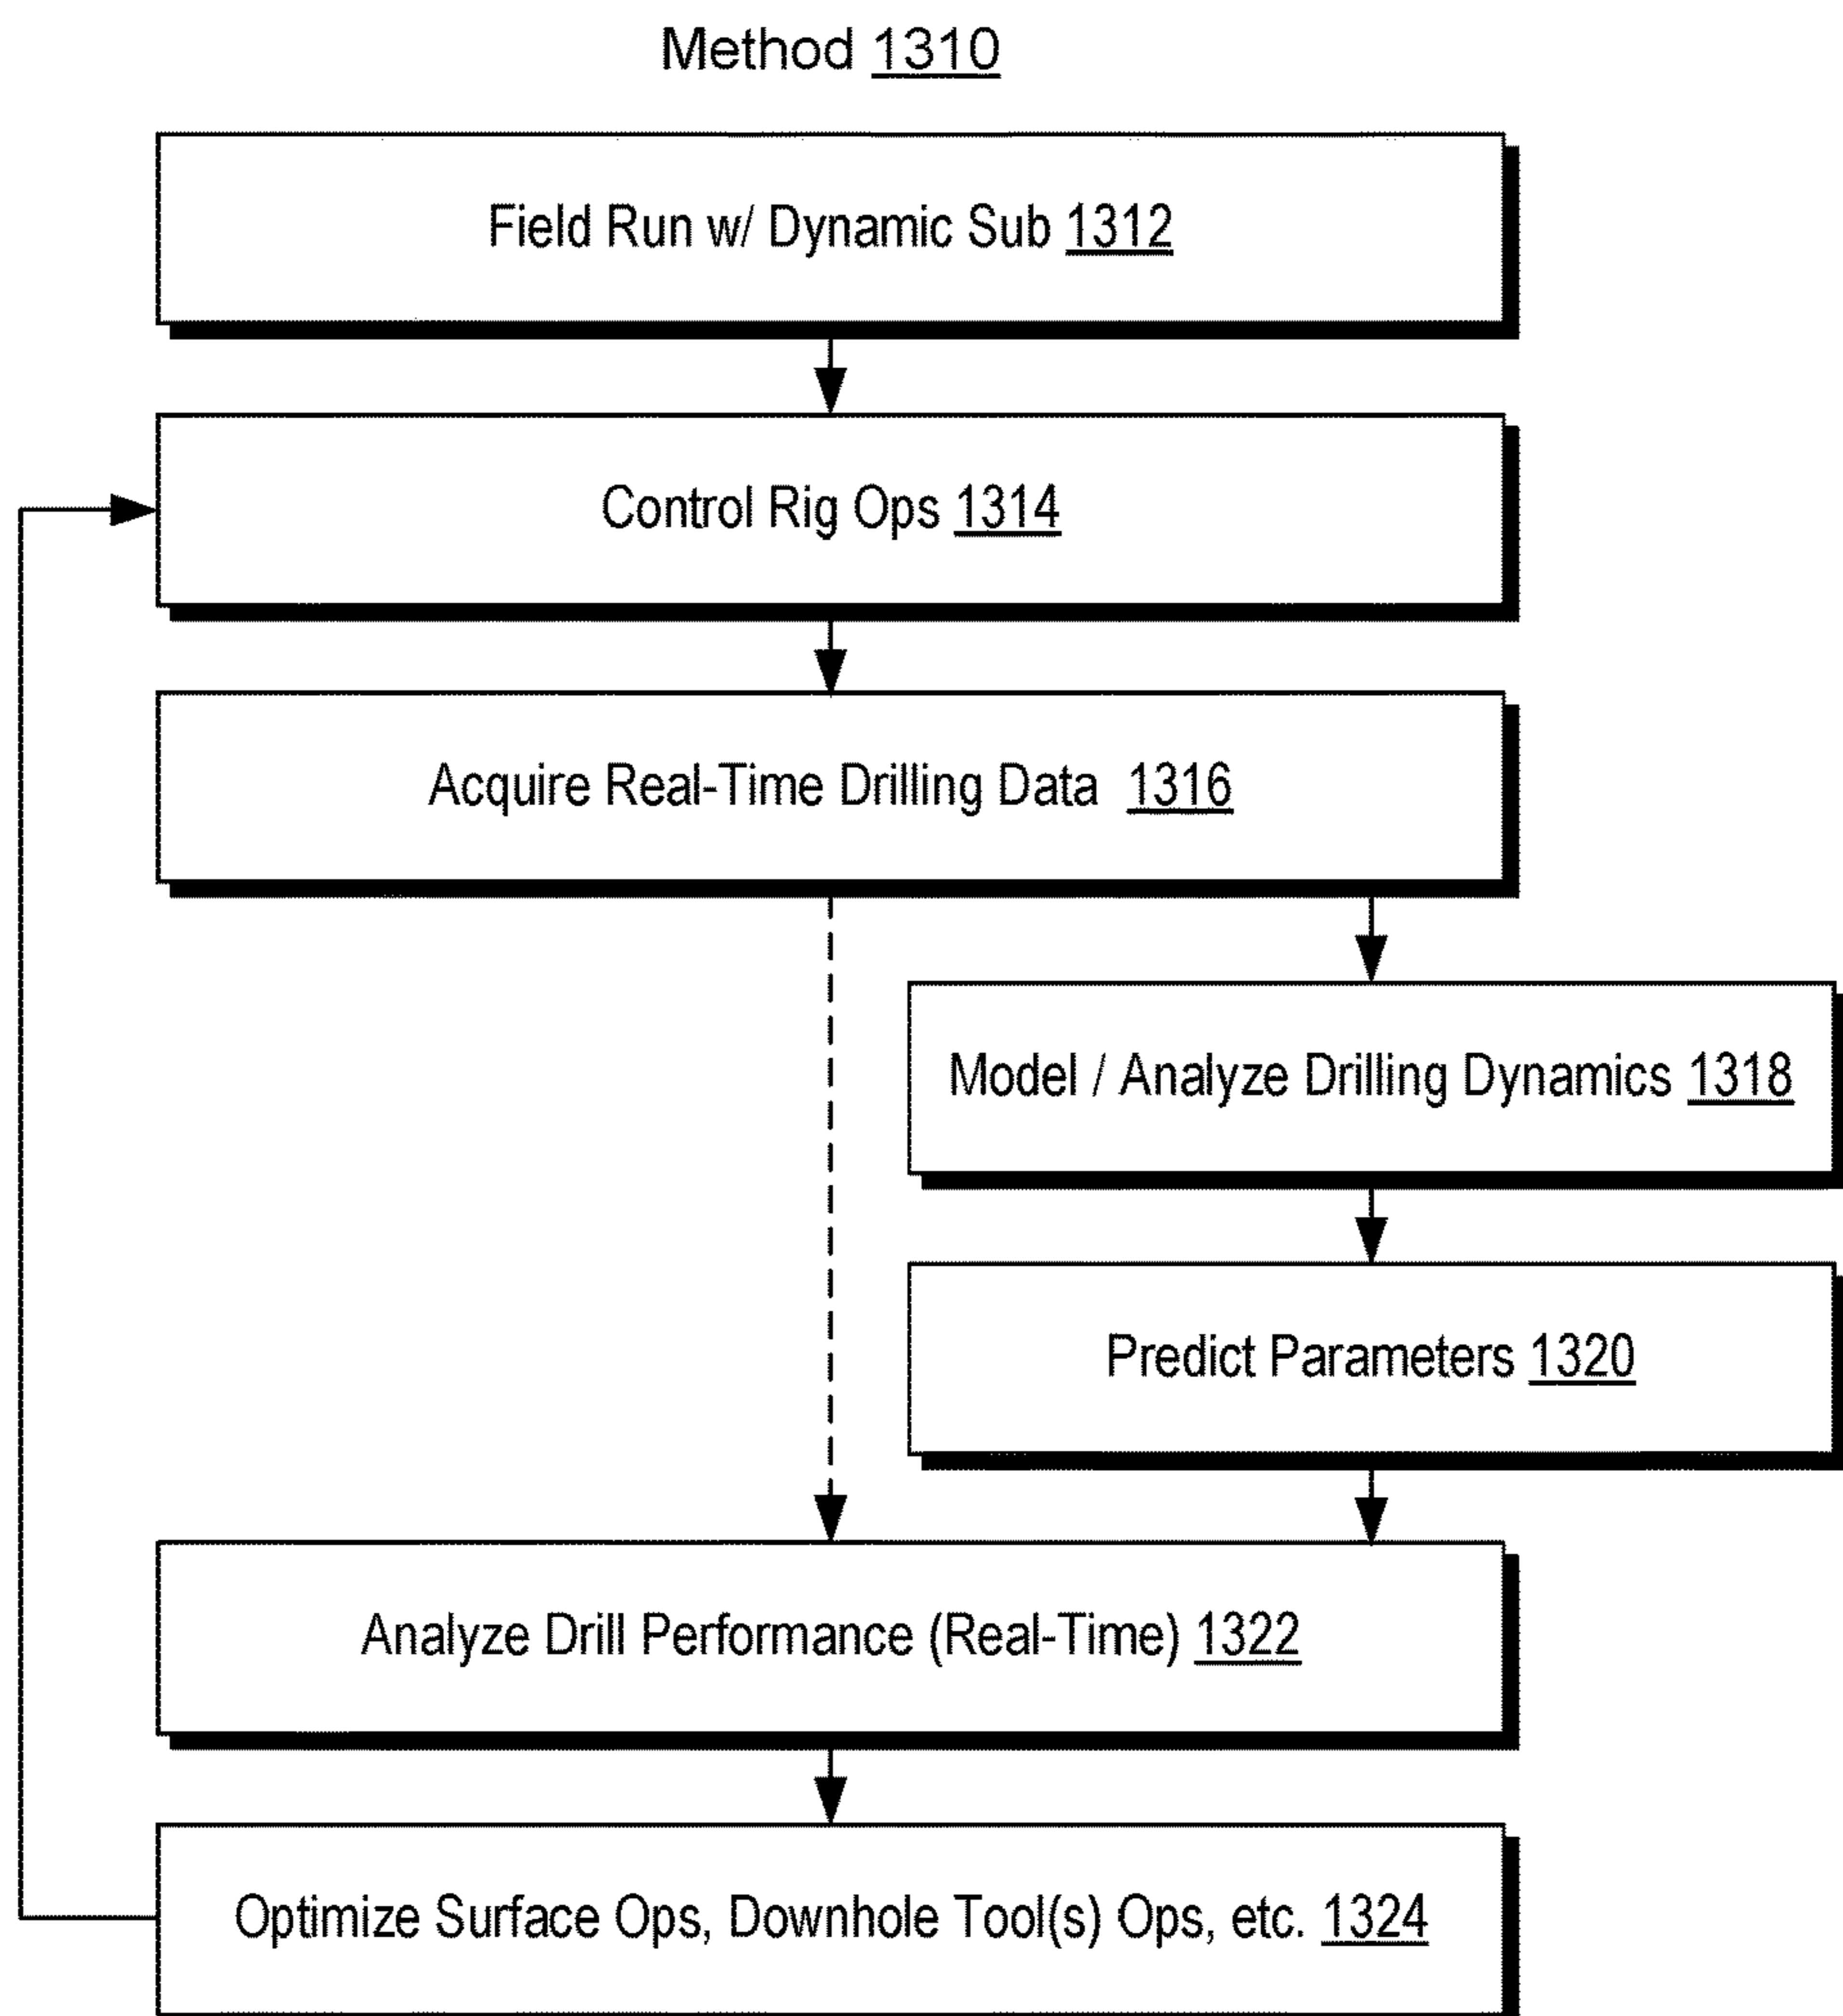 Method 1310
Field Run w/ Dynamic Sub 1312
Control Rig Ops 1314
Acquire Real-Time Drilling Data 1316
Model / Analyze Drilling Dynamics 1318
Predict Parameters 1320
Analyze Drill Performance (Real-Time) 1322
Optimize Surface Ops, Downhole Tool(s) Ops, etc. 1324